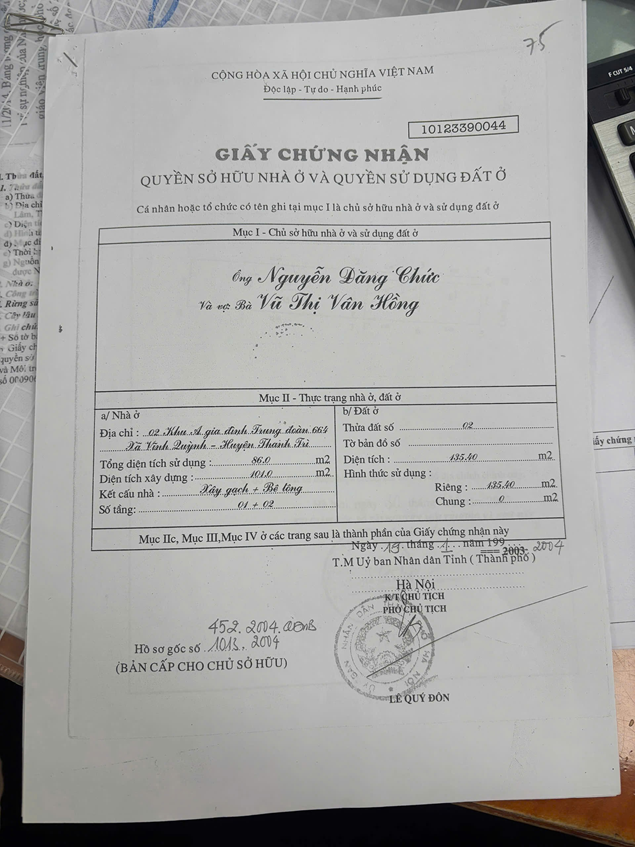 75
CỘNG HÒA XÃ HỘI CHỦ NGHĨA VIỆT NAM
Độc lập - Tự do - Hạnh phúc
10123390044
GIẤY CHỨNG NHẬN
QUYỀN SỞ HỮU NHÀ Ở VÀ QUYỀN SỬ DỤNG ĐẤT Ở
Cá nhân hoặc tổ chức có tên ghi tại mục I là chủ sở hữu nhà ở và sử dụng đất ở
Mục I - Chủ sở hữu nhà ở và sử dụng đất ở
Ông Nguyễn Đăng Chức
Và vợ: Bà Vũ Thị Vân Hồng
Mục II - Thực trạng nhà ở, đất ở
a/ Nhà ở
Địa chỉ : 02 Khu A gia đình Trung đoàn 664
Xã Vĩnh Quỳnh - Huyện Thanh Trì
Tổng diện tích sử dụng : 86.0 m2
Diện tích xây dựng : 101.0 m2
Kết cấu nhà : Xây gạch + Bê tông
Số tầng: 01 + 02
b/ Đất ở
Thửa đất số 02
Tờ bản đồ số
Diện tích : 135.40 m2
Hình thức sử dụng :
Riêng : 135.40 m2
Chung : 0 m2
Mục IIc, Mục III,Mục IV ở các trang sau là thành phần của Giấy chứng nhận này
Ngày 13 tháng 1 năm 199 2003 2004
T.M Uỷ ban Nhân dân Tỉnh ( Thành phố )
Hà Nội
K/T CHỦ TỊCH
PHÓ CHỦ TỊCH
452.2004
Hồ sơ gốc số 1013.2004
(BẢN CẤP CHO CHỦ SỞ HỮU)
LÊ QUÝ ĐÔN
F CUT 5/4